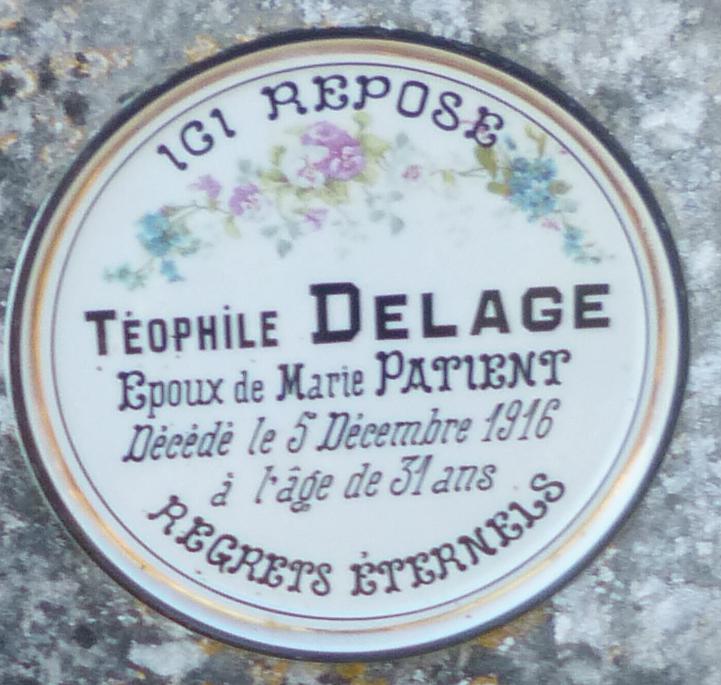 ICI REPOSE
TÉOPHILE DELAGE
Epoux de Marie PATIENT
Décédé le 5 Décembre 1916
à l'âge de 31 ans
REGRETS ÉTERNELS